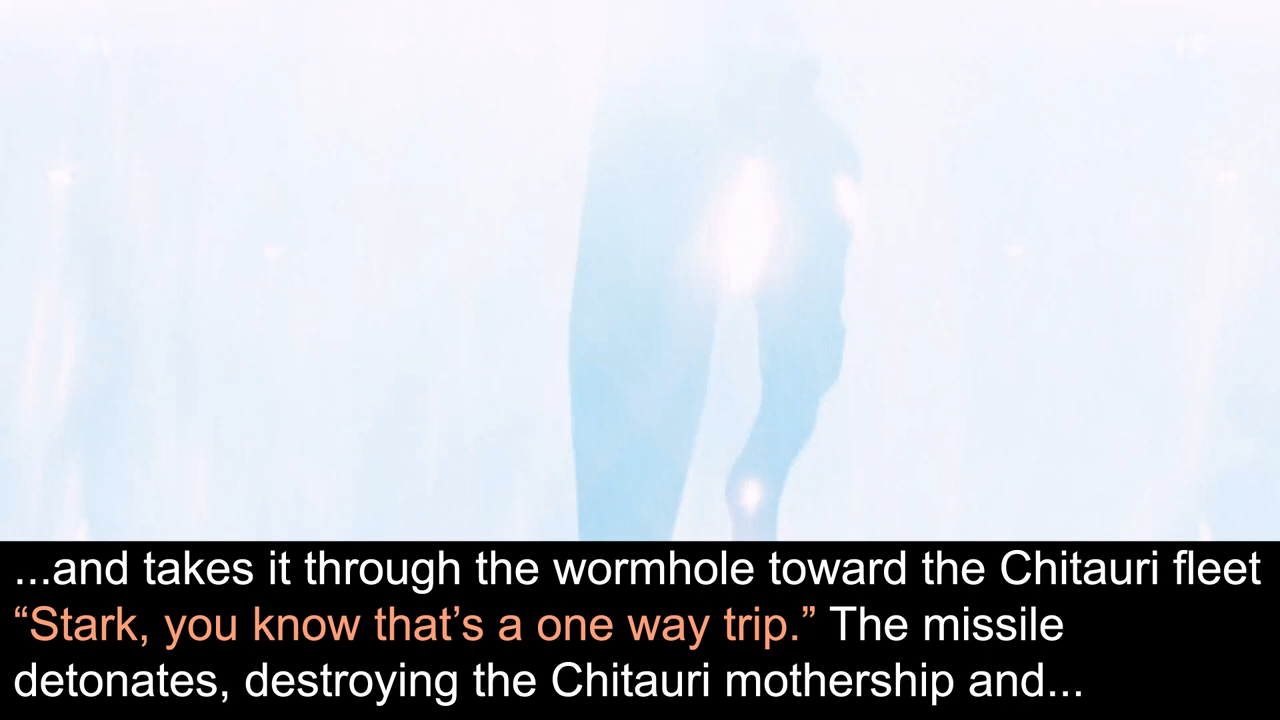 ...and takes it through the wormhole toward the Chitauri fleet
“Stark, you know that’s a one way trip.” The missile
detonates, destroying the Chitauri mothership and...